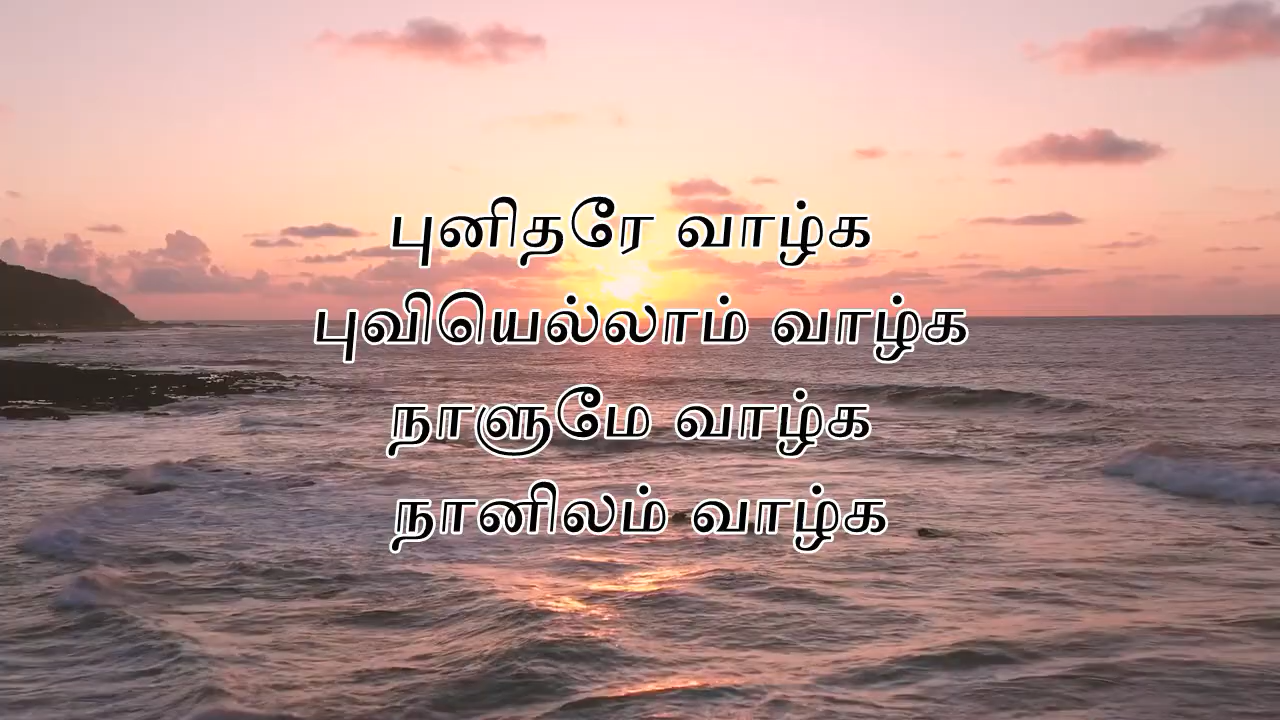 புனிதரே வாழ்க
புவியெல்லாம் வாழ்க
நாளுமே வாழ்க
நானிலம் வாழ்க